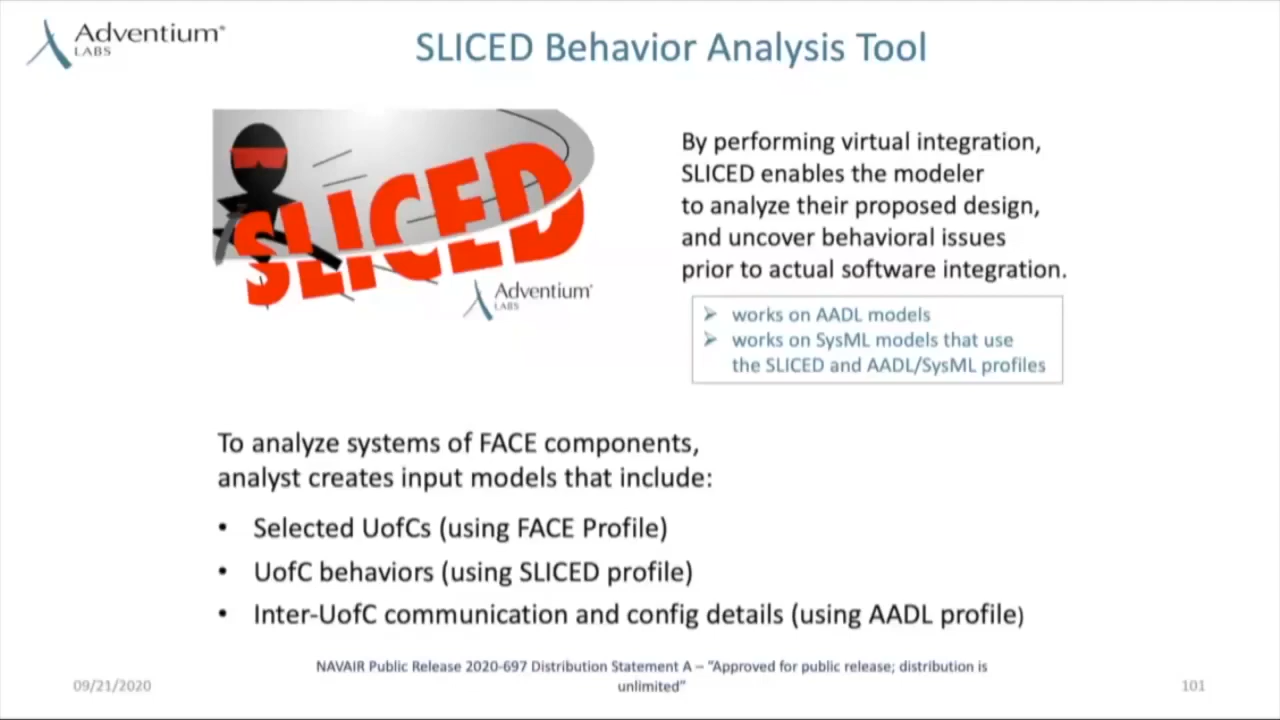 Adventium®
LABS
SLICED Behavior Analysis Tool
SLICED
Adventium®
LABS
By performing virtual integration,
SLICED enables the modeler
to analyze their proposed design,
and uncover behavioral issues
prior to actual software integration.
➢ works on AADL models
➢ works on SysML models that use
the SLICED and AADL/SysML profiles
To analyze systems of FACE components,
analyst creates input models that include:
• Selected UofCs (using FACE Profile)
• UofC behaviors (using SLICED profile)
• Inter-UofC communication and config details (using AADL profile)
NAVAIR Public Release 2020-697 Distribution Statement A – "Approved for public release; distribution is
unlimited"
09/21/2020
101